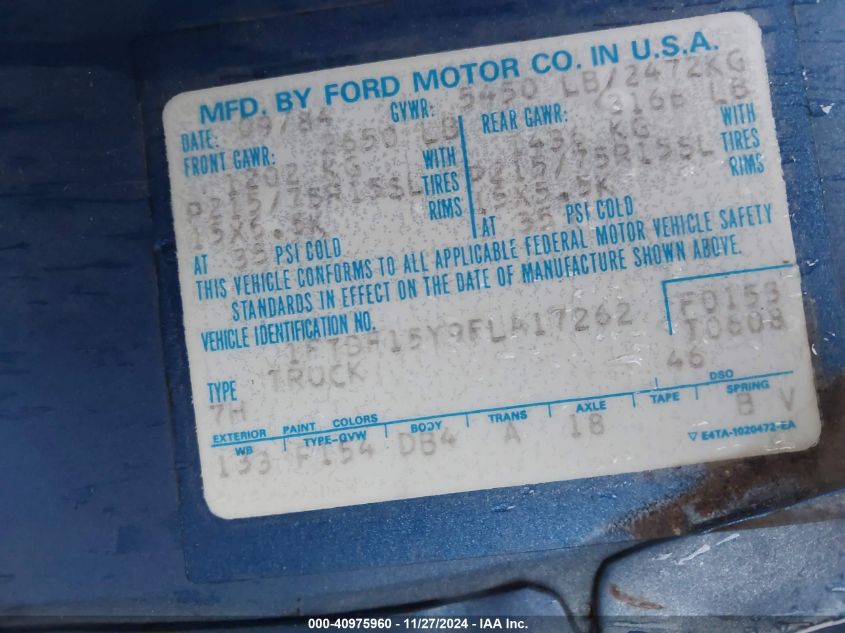 MFD. BY FORD MOTOR CO. IN U.S.A.
DATE: 09/84 GVWR: 5450 LB/2472KG
FRONT GAWR: 2650 LB REAR GAWR: 3166 LB
1202 KG WITH 1436 KG WITH
P215/75R15SL TIRES P215/75R15SL TIRES
15X5.5K RIMS 15X5.5K RIMS
AT 35 PSI COLD AT 35 PSI COLD
THIS VEHICLE CONFORMS TO ALL APPLICABLE FEDERAL MOTOR VEHICLE SAFETY
STANDARDS IN EFFECT ON THE DATE OF MANUFACTURE SHOWN ABOVE.
VEHICLE IDENTIFICATION NO. F0153
1FTBF15Y9FLA17262 T0608
TYPE TRUCK 46
7H DSO
EXTERIOR PAINT COLORS
WB TYPE-GVW BODY TRANS AXLE TAPE SPRING
133 F154 DB4 A 18 B V
E4TA-1020472-EA
000-40975960 - 11/27/2024 - IAAI Inc.